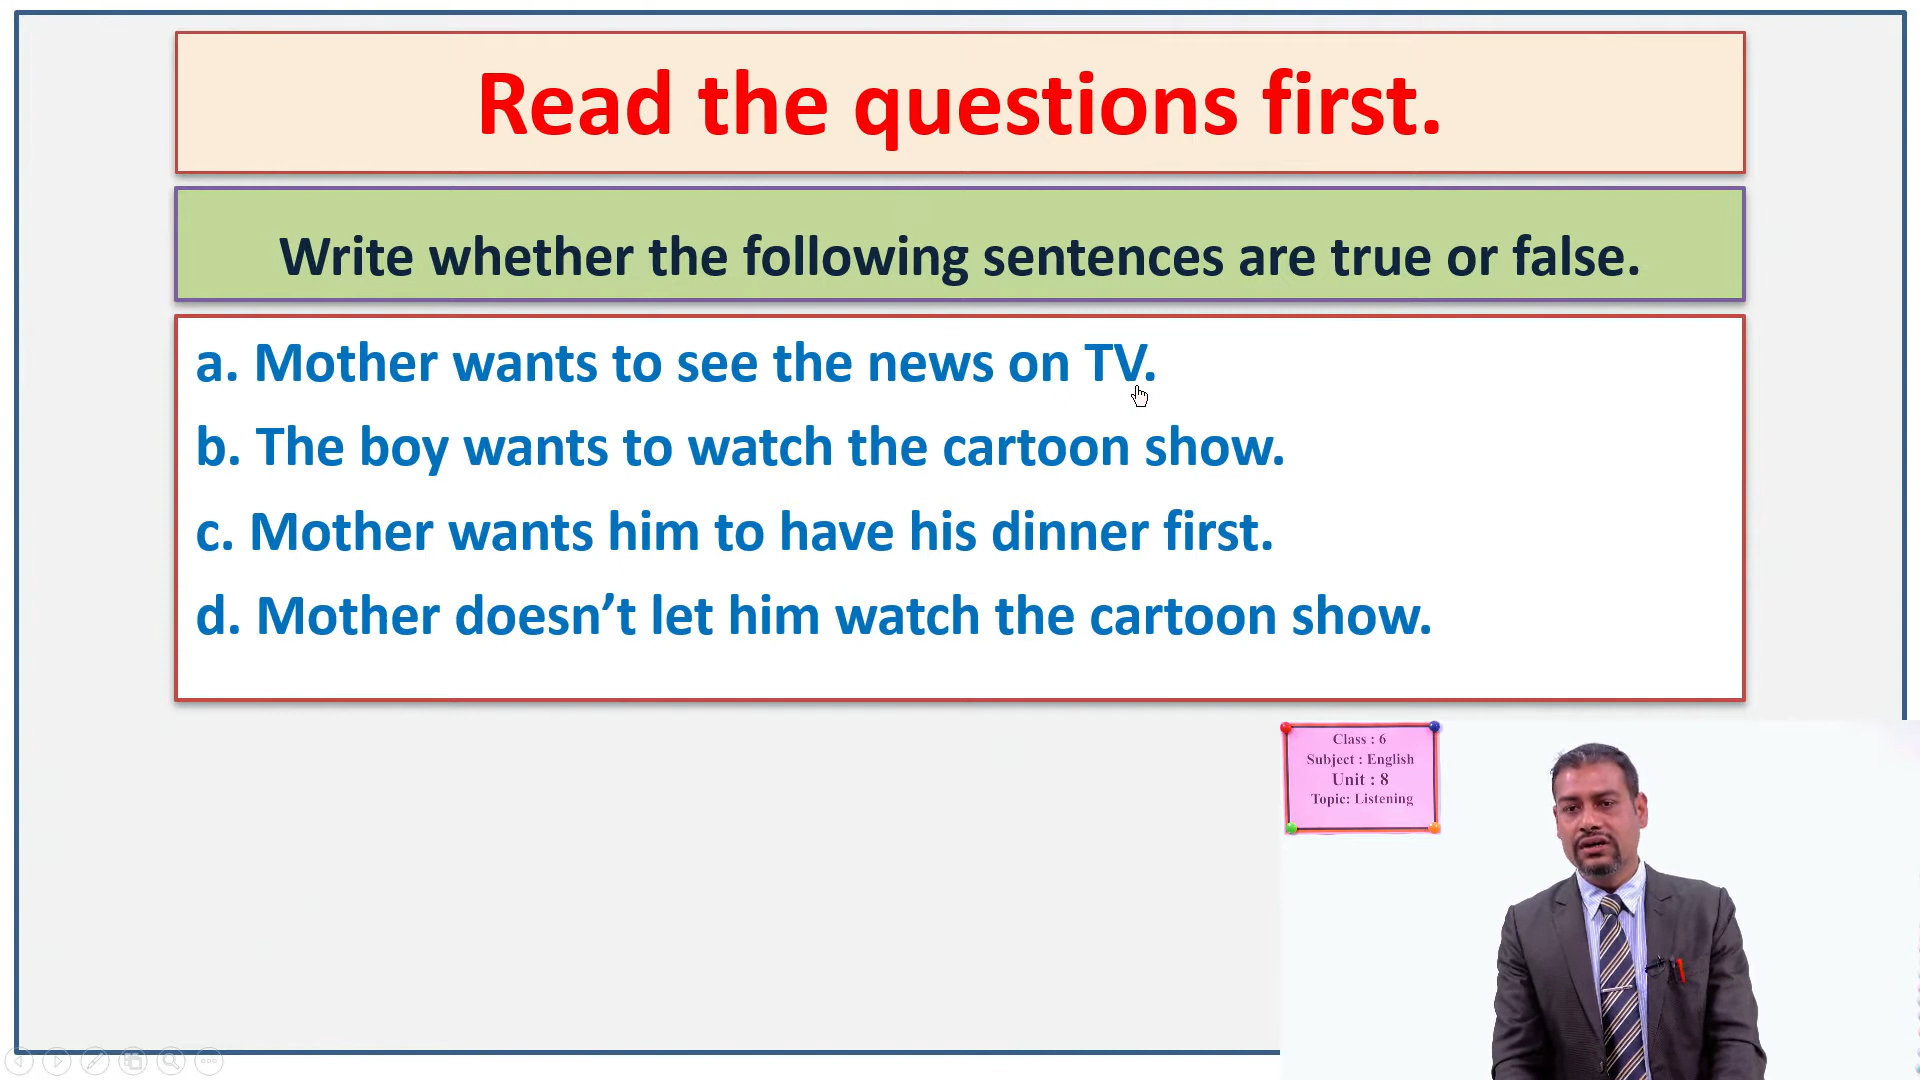 Read the questions first.
Write whether the following sentences are true or false.
a. Mother wants to see the news on TV.
b. The boy wants to watch the cartoon show.
c. Mother wants him to have his dinner first.
d. Mother doesn’t let him watch the cartoon show.
Class : 6
Subject : English
Unit : 8
Topic: Listening